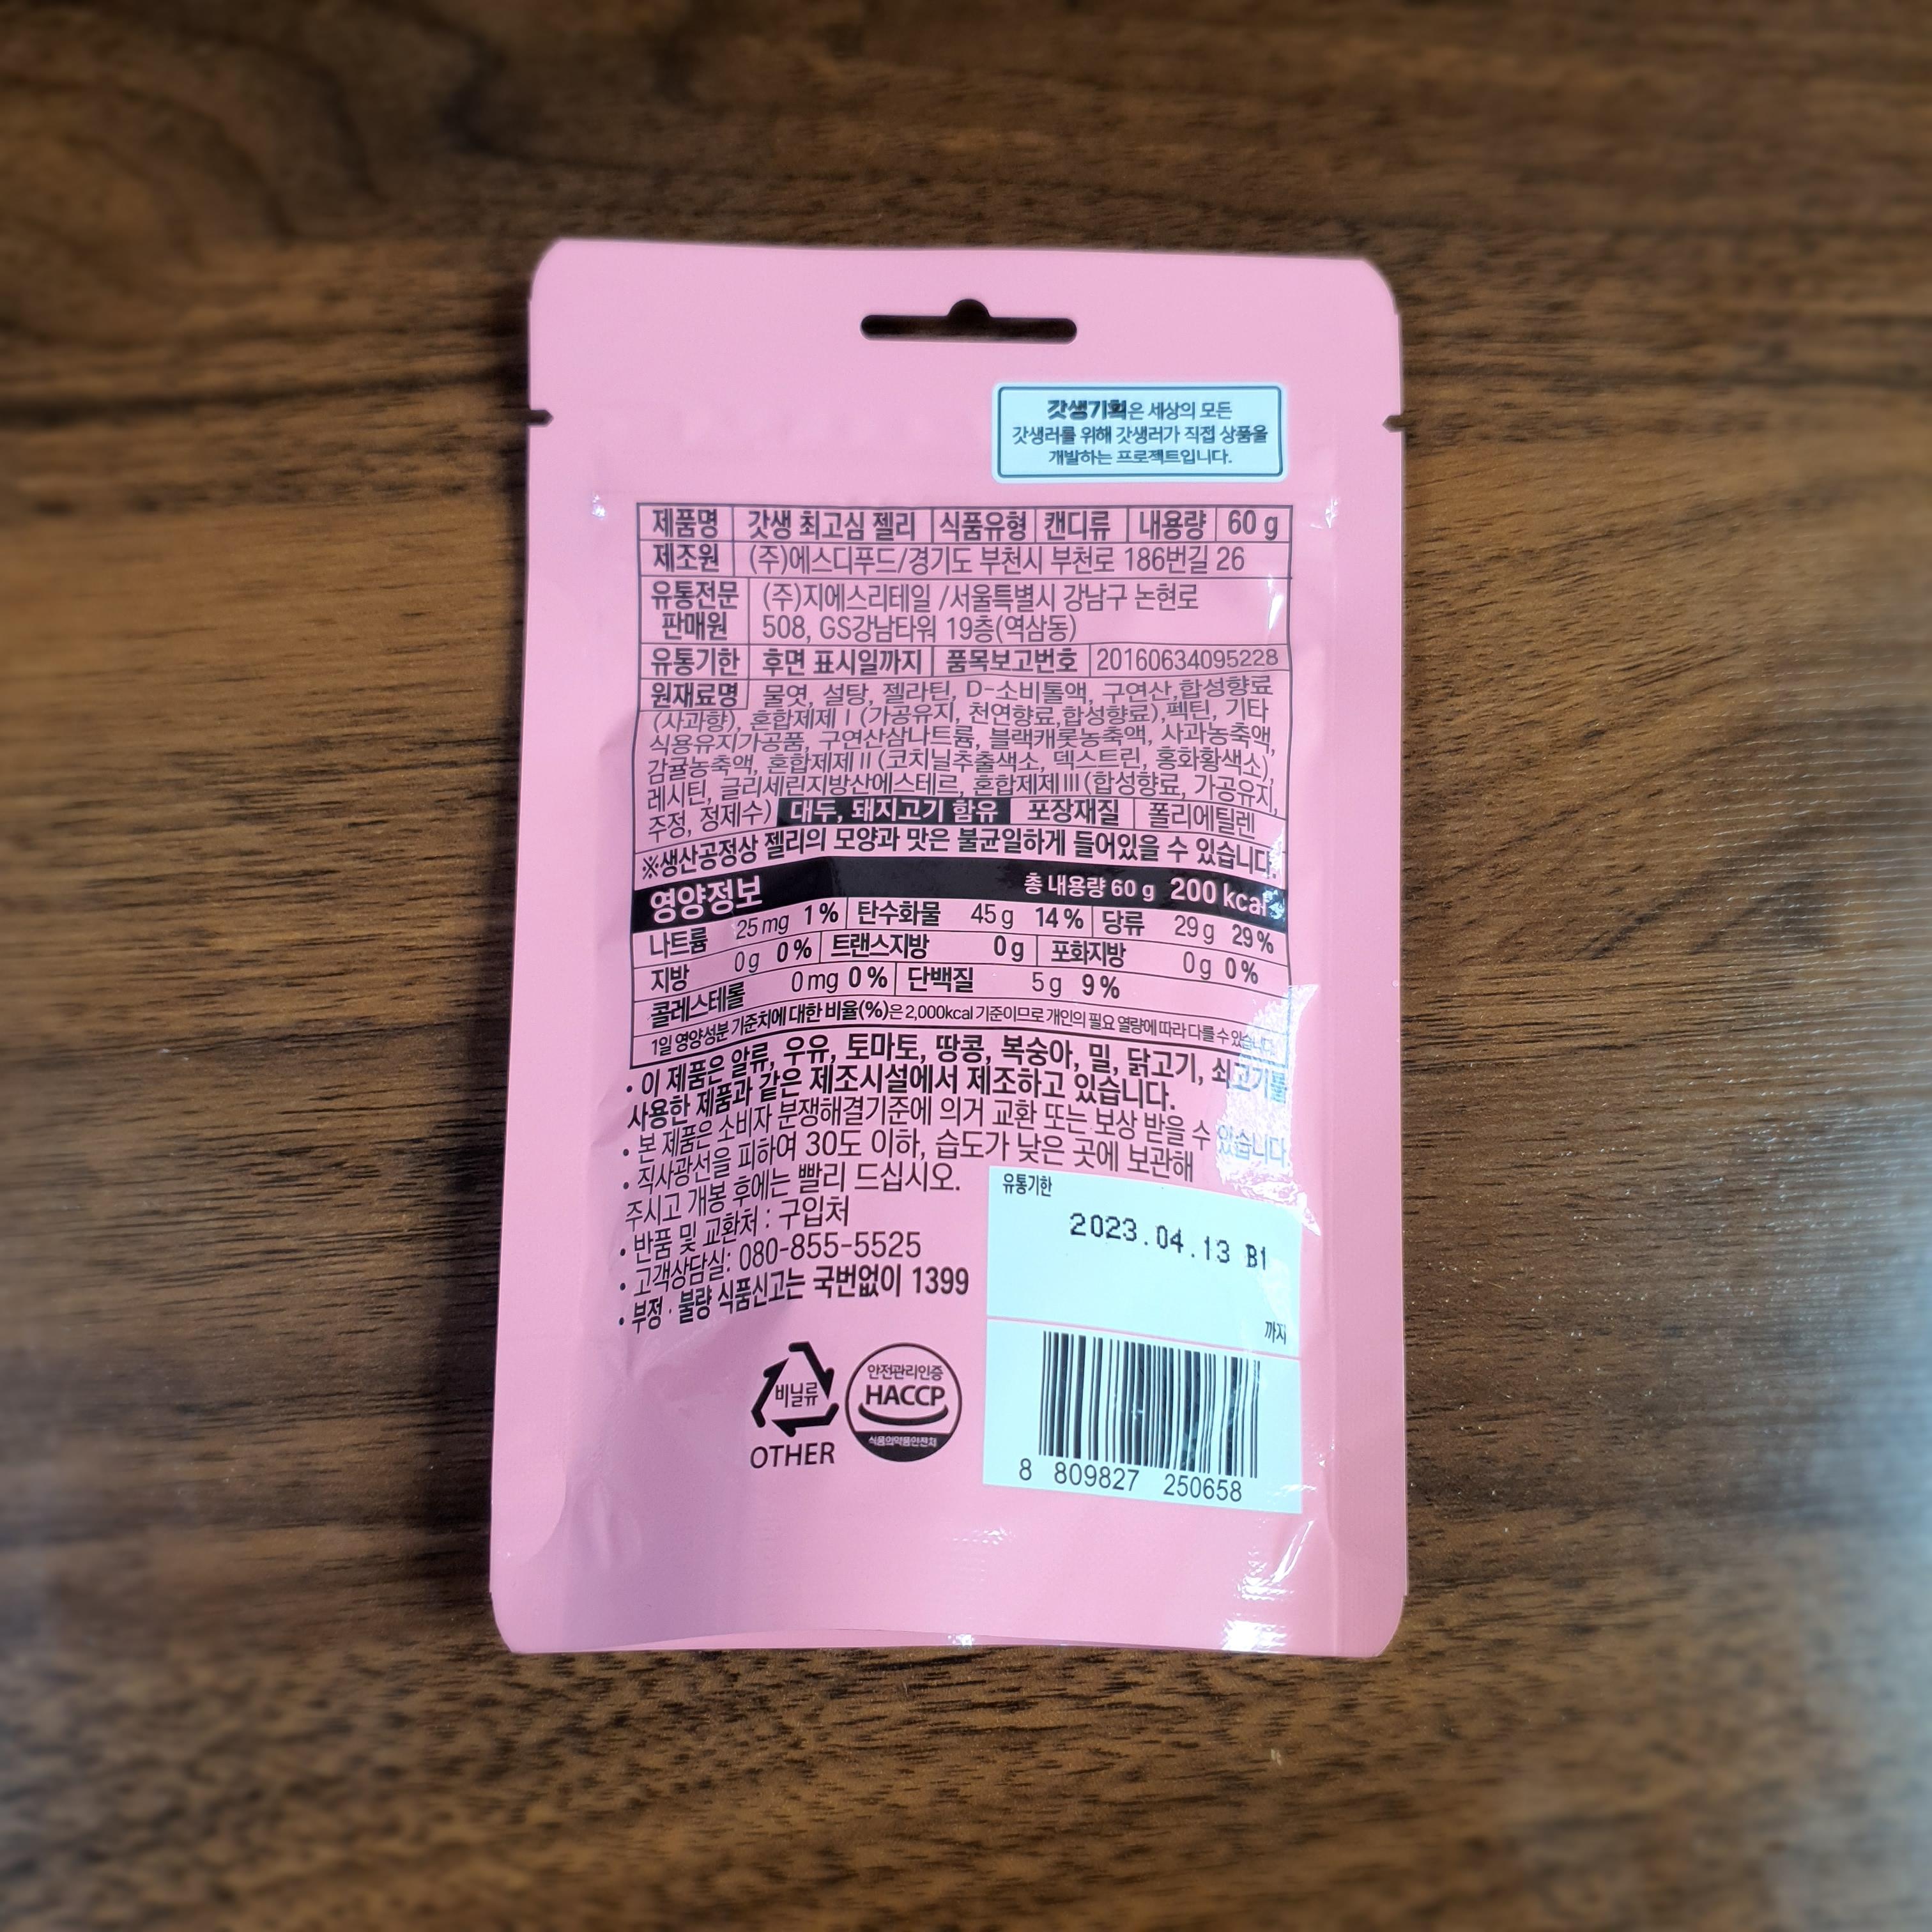 갓생기획은 세상의 모든
갓생러를 위해 갓생러가 직접 상품을
개발하는 프로젝트입니다.
제품명 갓생 최고심 젤리 식품유형 캔디류 내용량 60 g
제조원 (주)에스디푸드/경기도 부천시 부천로 186번길 26
유통전문 (주)지에스리테일 /서울특별시 강남구 논현로
판매원 508, GS강남타워 19층(역삼동)
유통기한 후면 표시일까지 품목보고번호 20160634095228
원재료명 물엿, 설탕, 젤라틴, D-소비톨액, 구연산,합성향료
(사과향), 혼합제제Ⅰ(가공유지, 천연향료,합성향료),펙틴, 기타
식용유지가공품, 구연산삼나트륨, 블랙캐롯농축액, 사과농축액,
감귤농축액, 혼합제제Ⅱ(코치닐추출색소, 덱스트린, 홍화황색소),
레시틴, 글리세린지방산에스테르, 혼합제제Ⅲ(합성향료, 가공유지,
주정, 정제수) 대두, 돼지고기 함유 포장재질 폴리에틸렌
※생산공정상 젤리의 모양과 맛은 불균일하게 들어있을 수 있습니다.
영양정보 총 내용량 60 g 200 kcal
나트륨 25 mg 1 % 탄수화물 45 g 14 % 당류 29 g 29 %
지방 0 g 0 % 트랜스지방 0 g 포화지방 0 g 0 %
콜레스테롤 0 mg 0 % 단백질 5 g 9 %
1일 영양성분 기준치에 대한 비율(%)은 2,000kcal 기준이므로 개인의 필요 열량에 따라 다를 수 있습니다.
• 이 제품은 알류, 우유, 토마토, 땅콩, 복숭아, 밀, 닭고기, 쇠고기를
사용한 제품과 같은 제조시설에서 제조하고 있습니다.
• 본 제품은 소비자 분쟁해결기준에 의거 교환 또는 보상 받을 수 있습니다
• 직사광선을 피하여 30도 이하, 습도가 낮은 곳에 보관해
주시고 개봉 후에는 빨리 드십시오.
• 반품 및 교환처 : 구입처
• 고객상담실: 080-855-5525
• 부정 · 불량 식품신고는 국번없이 1399
유통기한
2023.04.13 B1
까지
비닐류
OTHER
안전관리인증
HACCP
식품의약품안전처
8 809827 250658